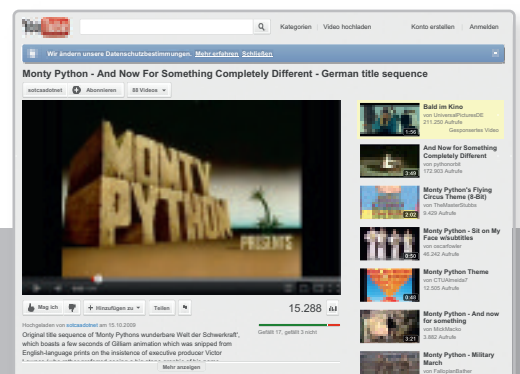 You Tube
Kategorien
Video hochladen
Konto erstellen
Anmelden
Wir ändern unsere Datenschutzbestimmungen. Mehr erfahren Schließen
Monty Python - And Now For Something Completely Different - German title sequence
sotcaadotnet
Abonnieren
88 Videos
MONTY
PYTHON
PRESENTS
Mag ich
Hinzufügen zu
Teilen
15.288
Hochgeladen von sotcaadotnet am 15.10.2009
Original title sequence of 'Monty Pythons wunderbare Welt der Schwerkraft',
which boasts a few seconds of Gilliam animation which was snipped from
English-language prints on the insistence of executive producer Victor
Gefällt 17, gefällt 3 nicht
Mehr anzeigen
Bald im Kino
von UniversalPicturesDE
211.250 Aufrufe
Gesponsertes Video
1:56
And Now for Something
Completely Different
von pythonorbit
172.903 Aufrufe
3:49
Monty Python's Flying
Circus Theme (8-Bit)
von TheMasterStubbs
9.429 Aufrufe
2:02
Monty Python - Sit on My
Face w/subtitles
von oscarfowler
46.242 Aufrufe
0:50
Monty Python Theme
von CTUAlmeida7
12.505 Aufrufe
0:48
Monty Python - And now
for something
von MickMacko
3.882 Aufrufe
3:21
Monty Python - Military
March
von FallopianBather